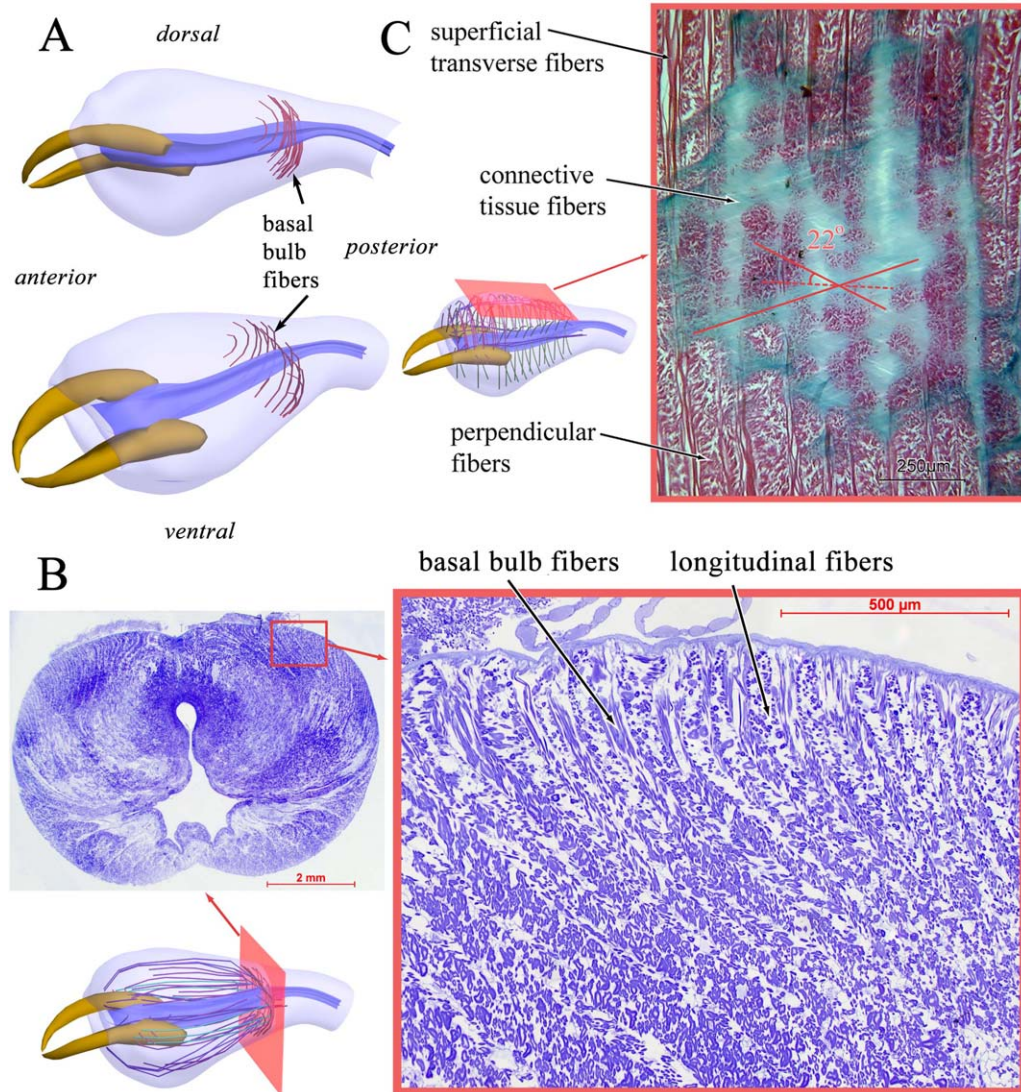 A
dorsal
basal
bulb
fibers
posterior
anterior
ventral
C
superficial
transverse fibers
connective
tissue fibers
perpendicular
fibers
22°
250µm
B
2 mm
basal bulb fibers
longitudinal fibers
500 µm